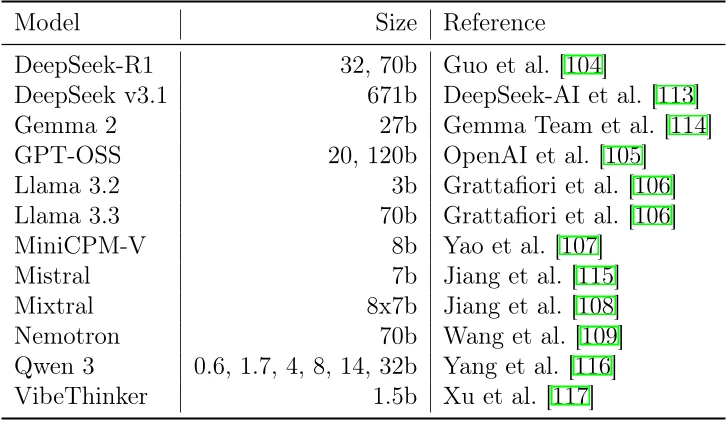 Model Size Reference
DeepSeek-R1 32, 70b Guo et al. [104]
DeepSeek v3.1 671b DeepSeek-AI et al. [113]
Gemma 2 27b Gemma Team et al. [114]
GPT-OSS 20, 120b OpenAI et al. [105]
Llama 3.2 3b Grattafiori et al. [106]
Llama 3.3 70b Grattafiori et al. [106]
MiniCPM-V 8b Yao et al. [107]
Mistral 7b Jiang et al. [115]
Mixtral 8x7b Jiang et al. [108]
Nemotron 70b Wang et al. [109]
Qwen 3 0.6, 1.7, 4, 8, 14, 32b Yang et al. [116]
VibeThinker 1.5b Xu et al. [117]